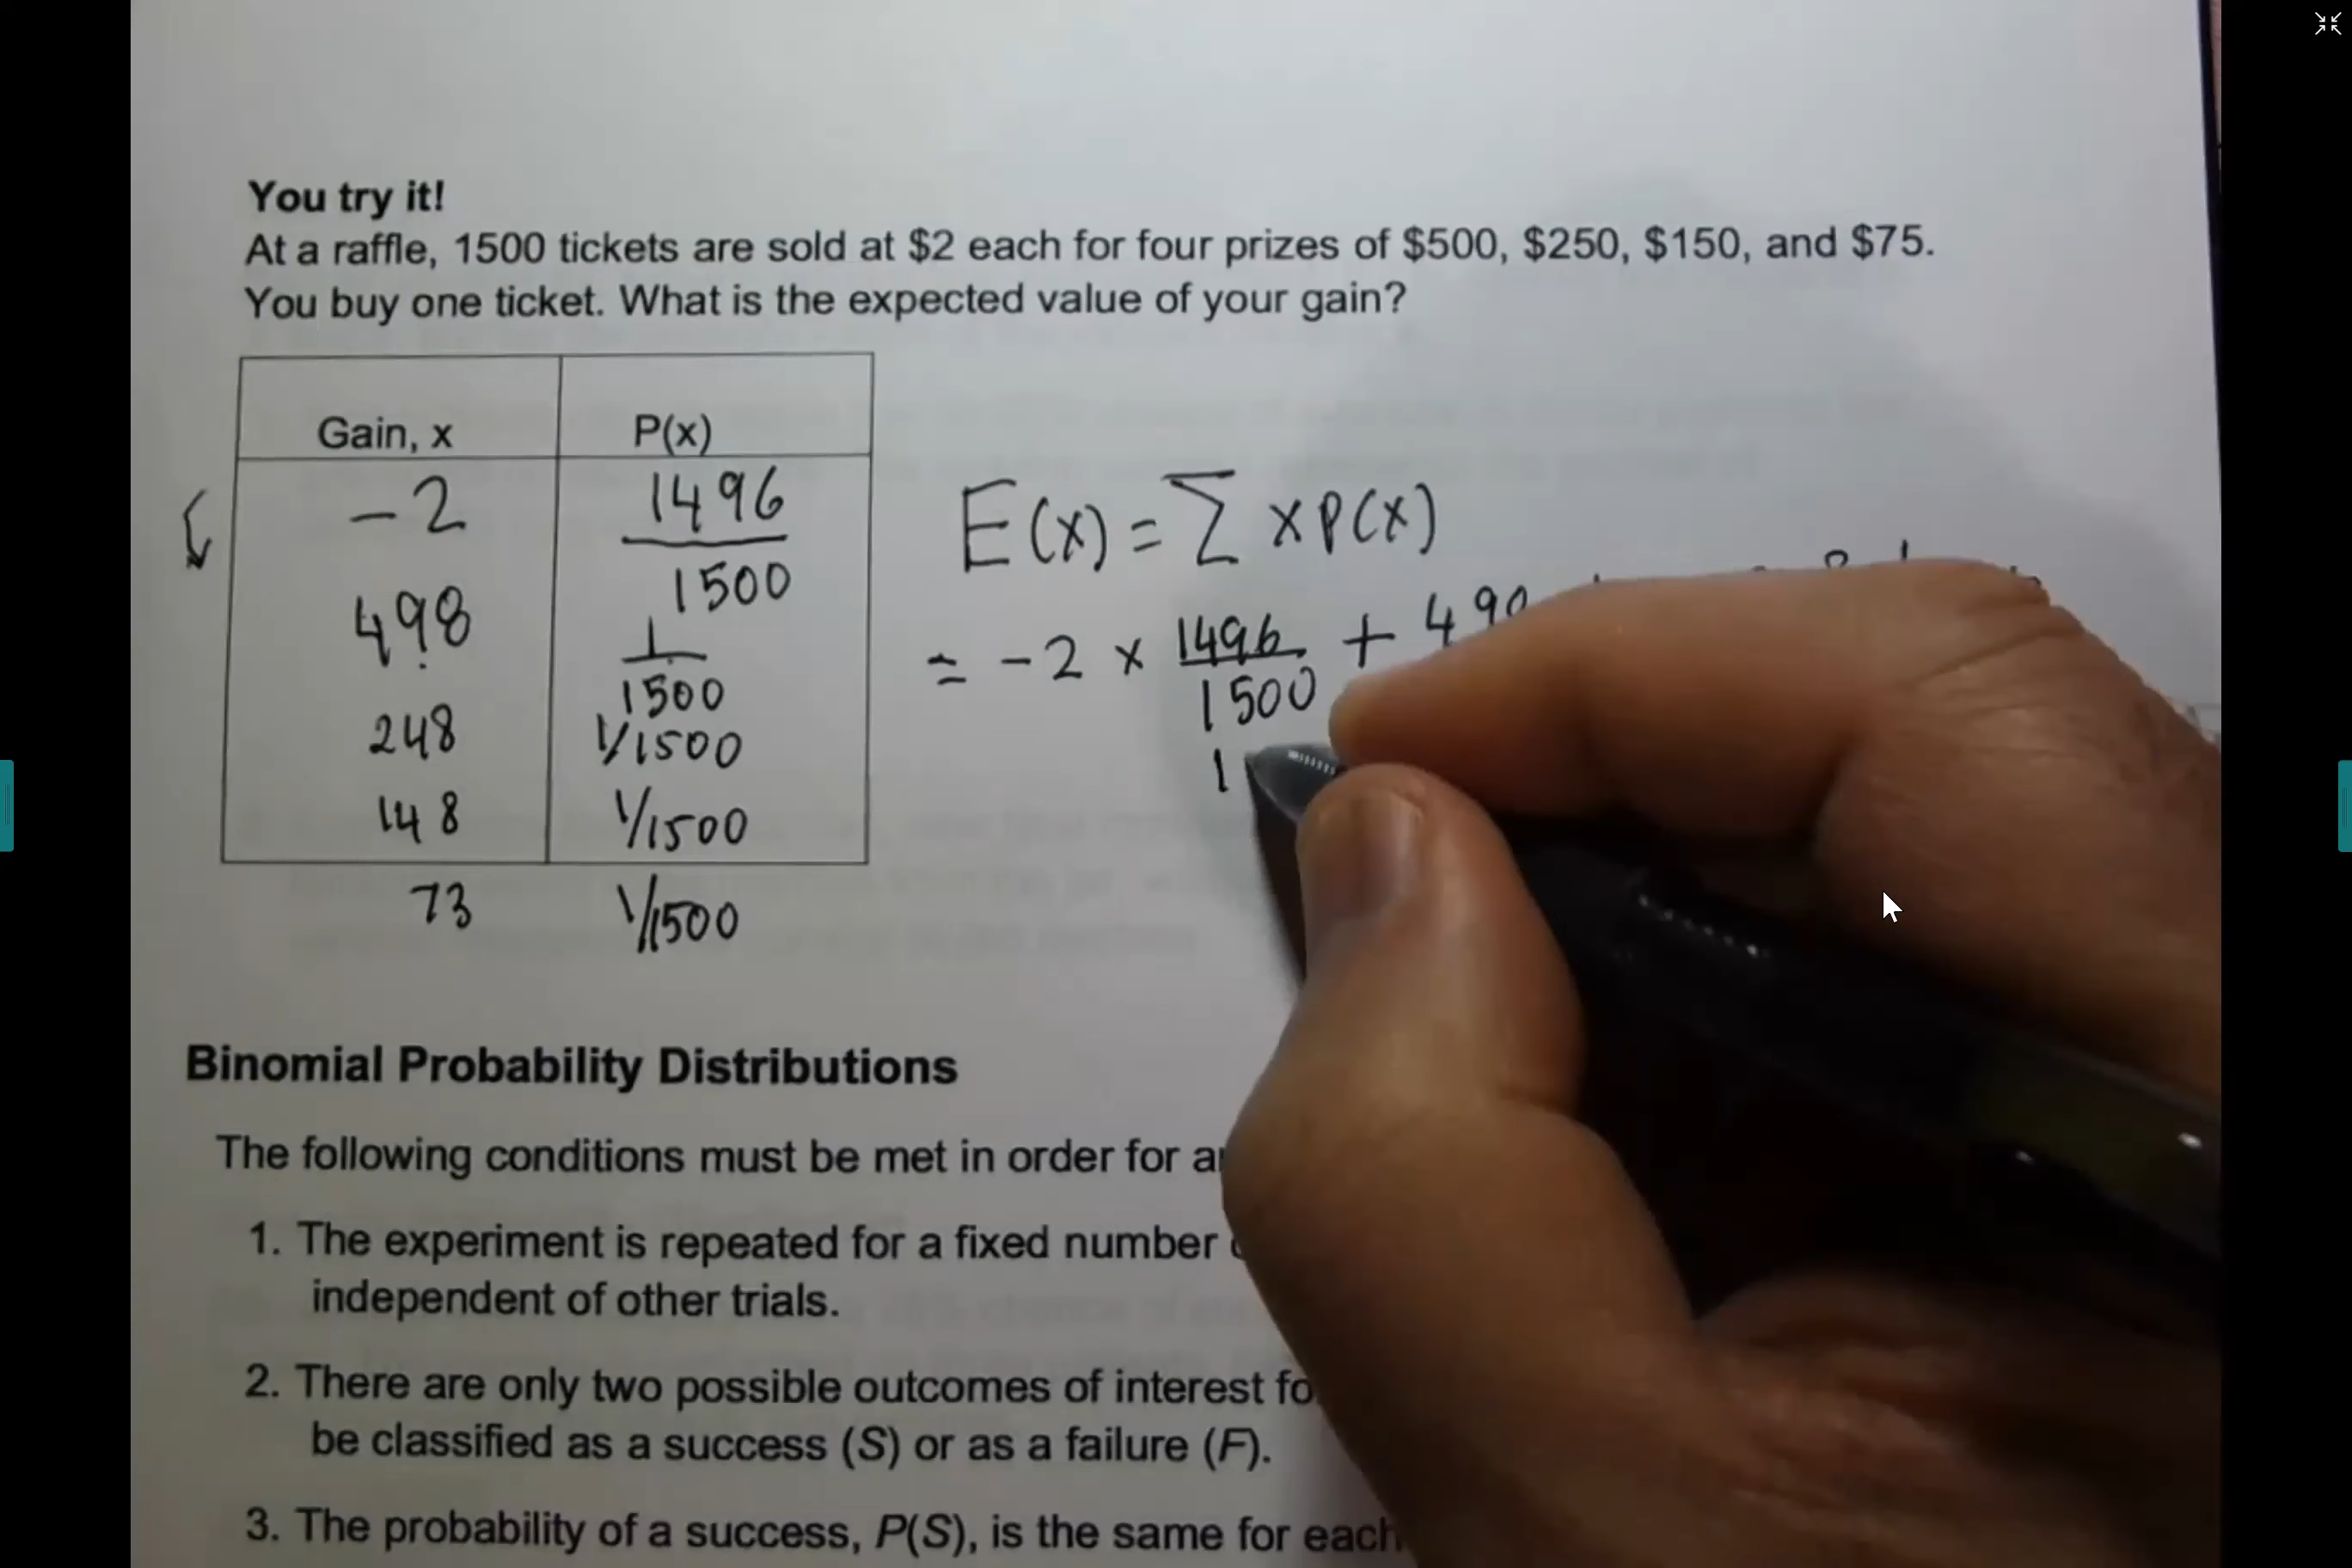 You try it!
At a raffle, 1500 tickets are sold at $2 each for four prizes of $500, $250, $150, and $75.
You buy one ticket. What is the expected value of your gain?
Gain, x P(x)
-2 1496/1500
498 1/1500
248 1/1500
148 1/1500
73 1/1500
E(x) = Σ xP(x)
= -2 × 1496/1500 +
1
Binomial Probability Distributions
The following conditions must be met in order for
1. The experiment is repeated for a fixed number
independent of other trials.
2. There are only two possible outcomes of interest
be classified as a success (S) or as a failure (F).
3. The probability of a success, P(S), is the same for each